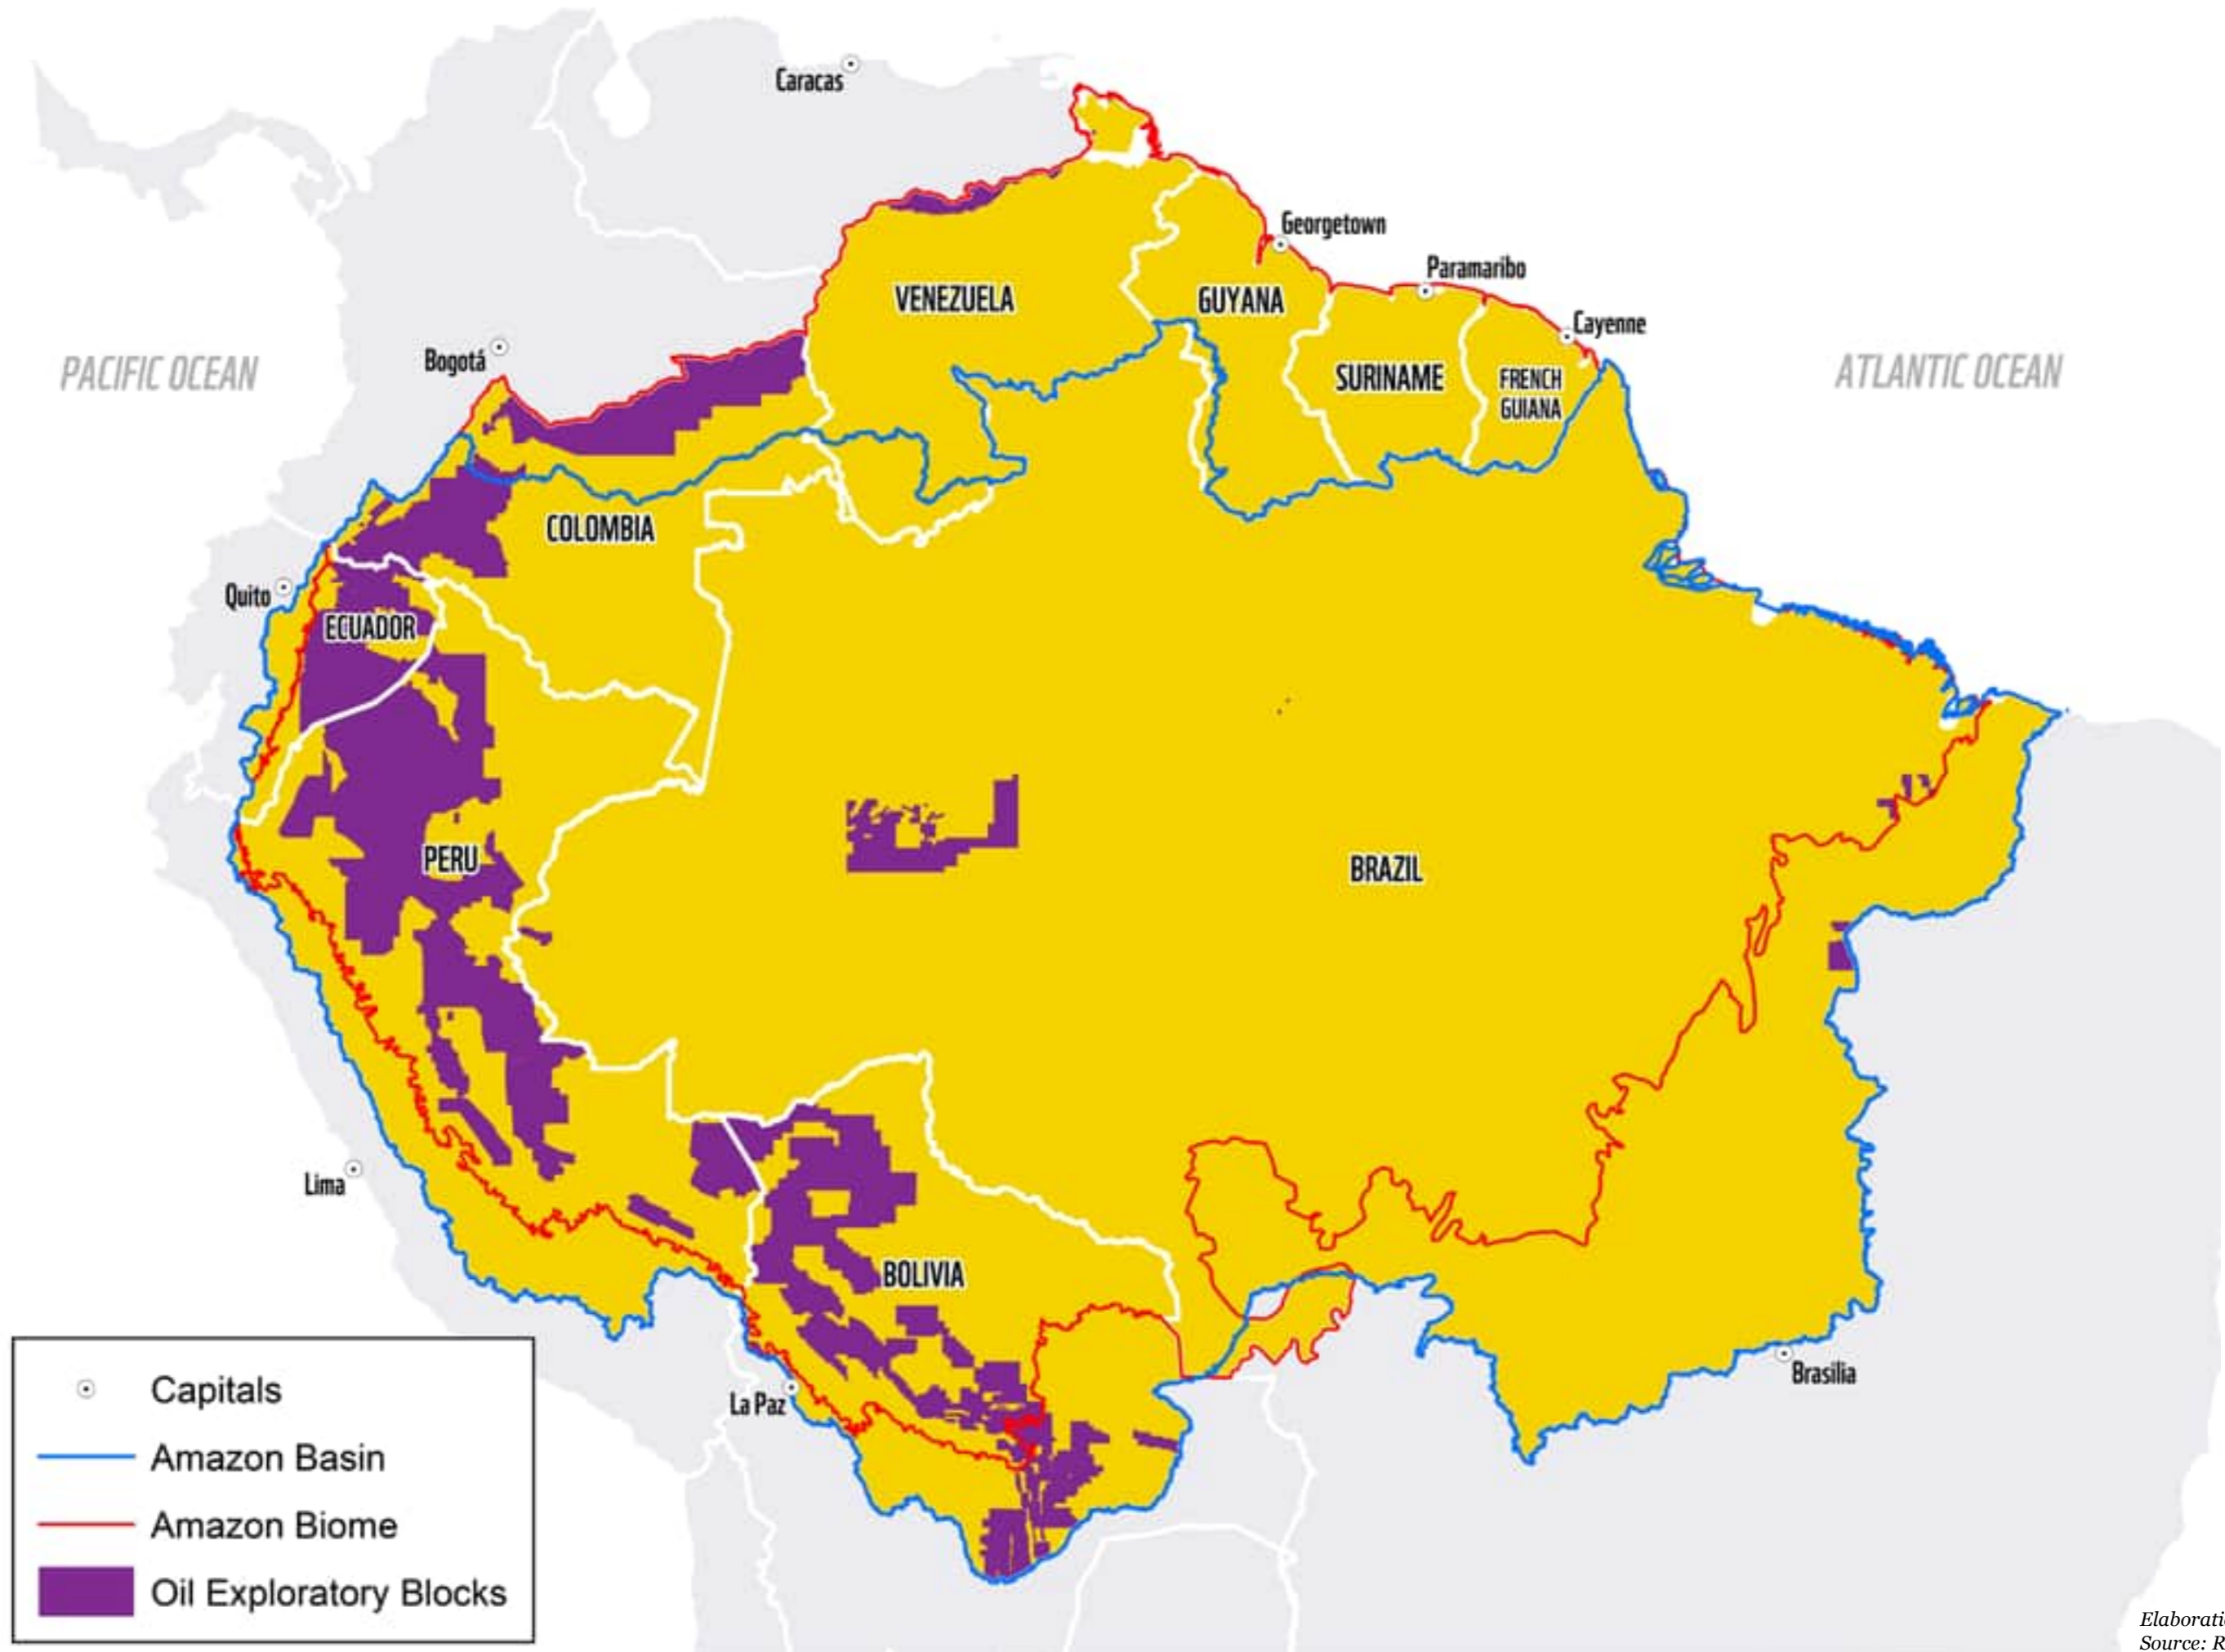 Caracas
Georgetown
Paramaribo
VENEZUELA
GUYANA
Cayenne
Bogotá
PACIFIC OCEAN
ATLANTIC OCEAN
SURINAME
FRENCH
GUIANA
COLOMBIA
Quito
ECUADOR
PERU
BRAZIL
Lima
BOLIVIA
La Paz
Brasilia
Capitals
Amazon Basin
Amazon Biome
Oil Exploratory Blocks
Source: